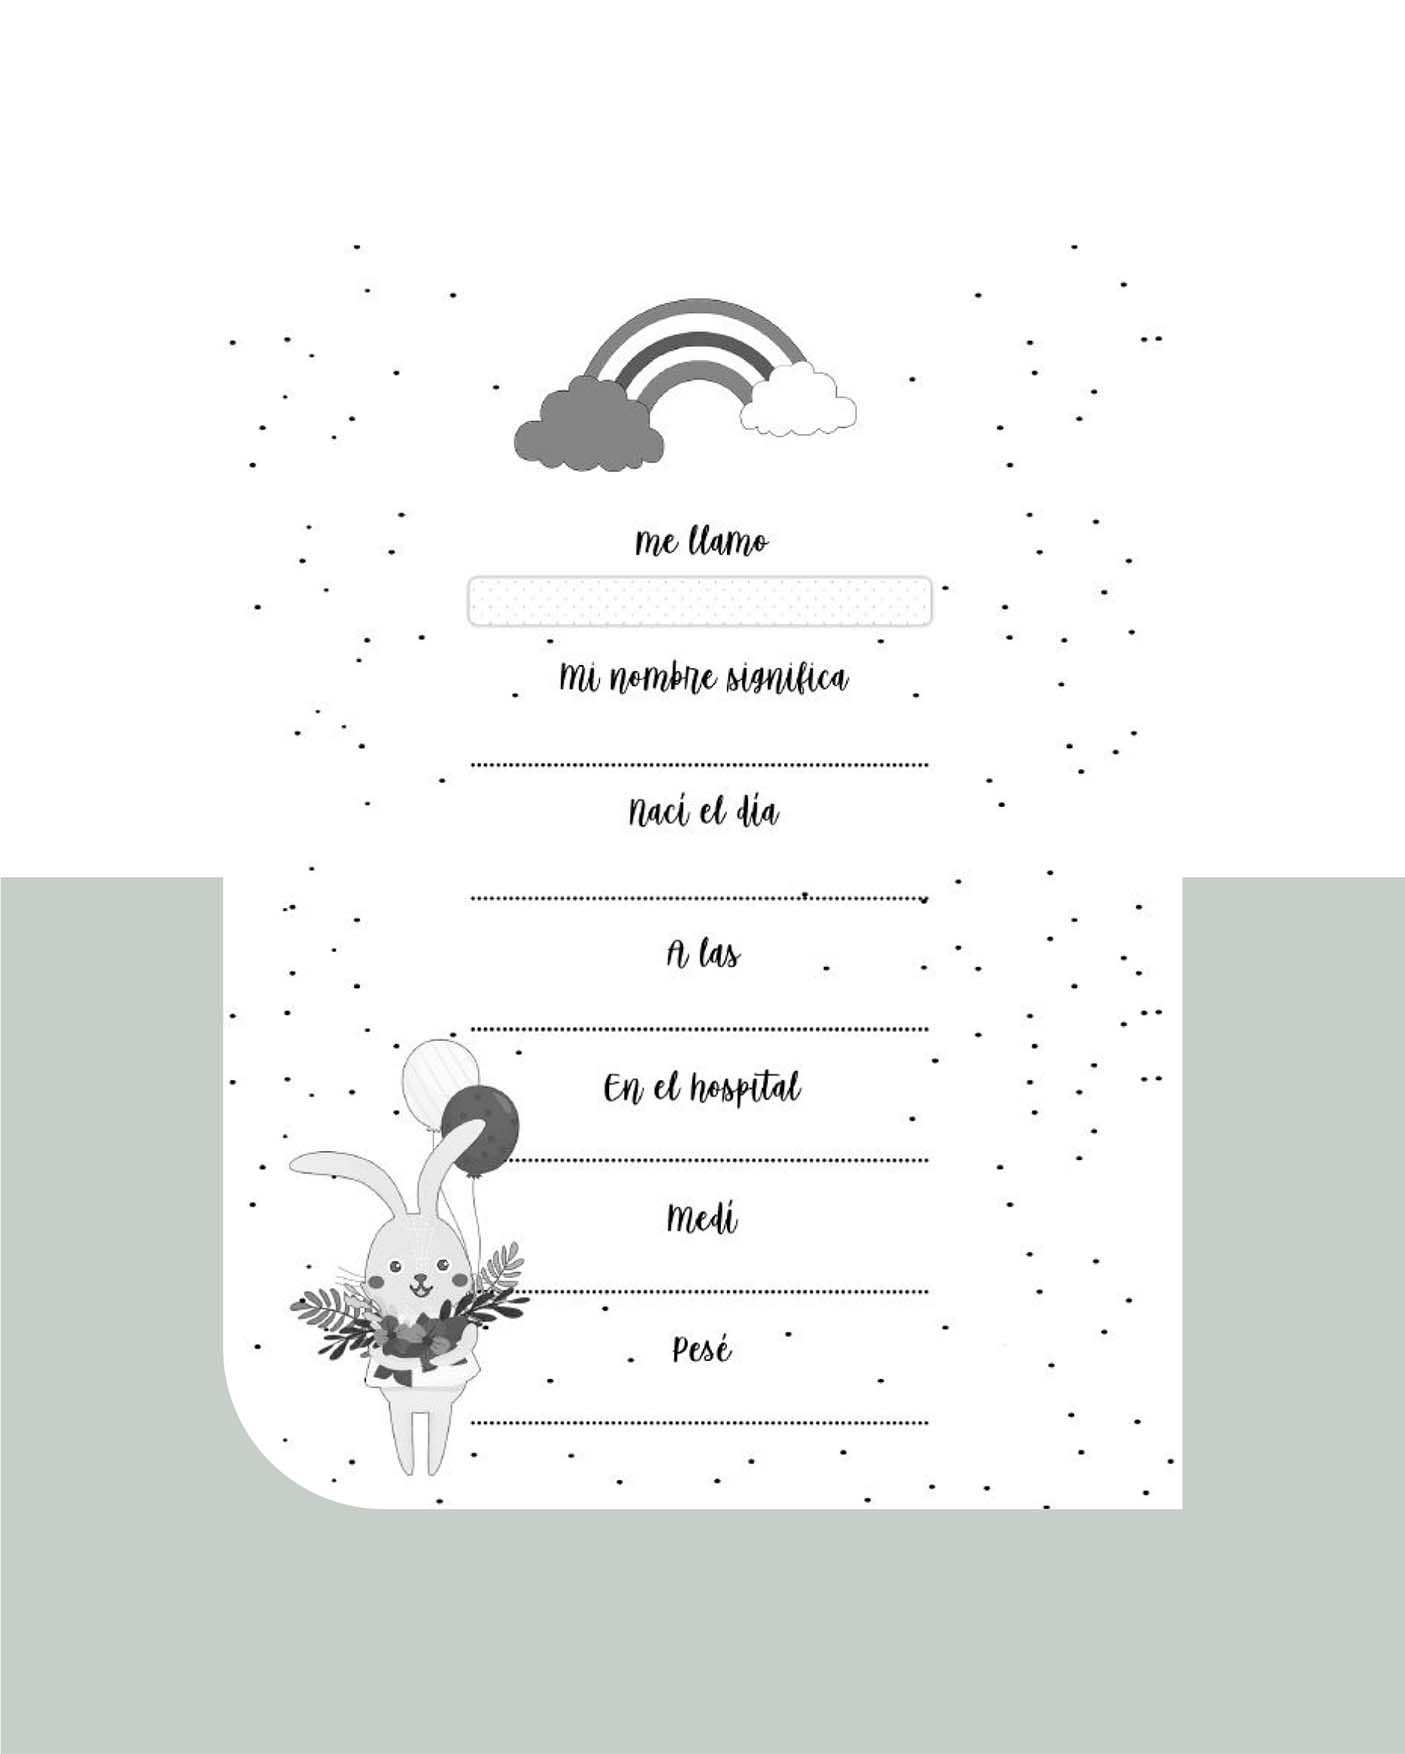 Me llamo
Mi nombre significa
Nací el día
A las
En el hospital
Medí
Pesé